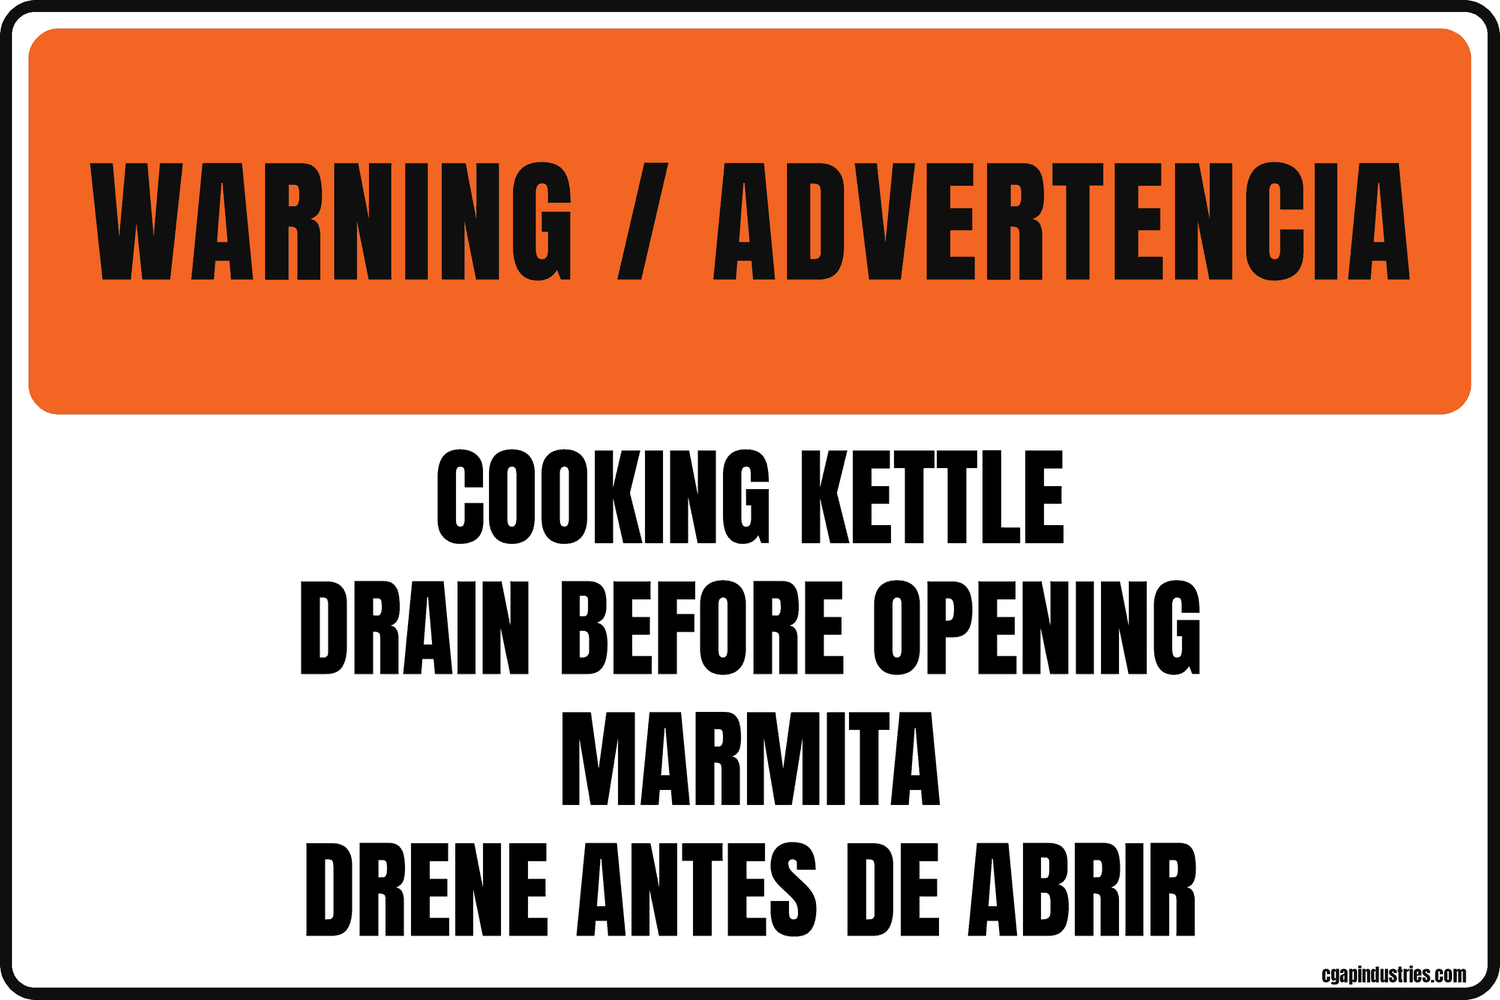 WARNING / ADVERTENCIA
COOKING KETTLE
DRAIN BEFORE OPENING
MARMITA
DRENE ANTES DE ABRIR
cgapindustries.com